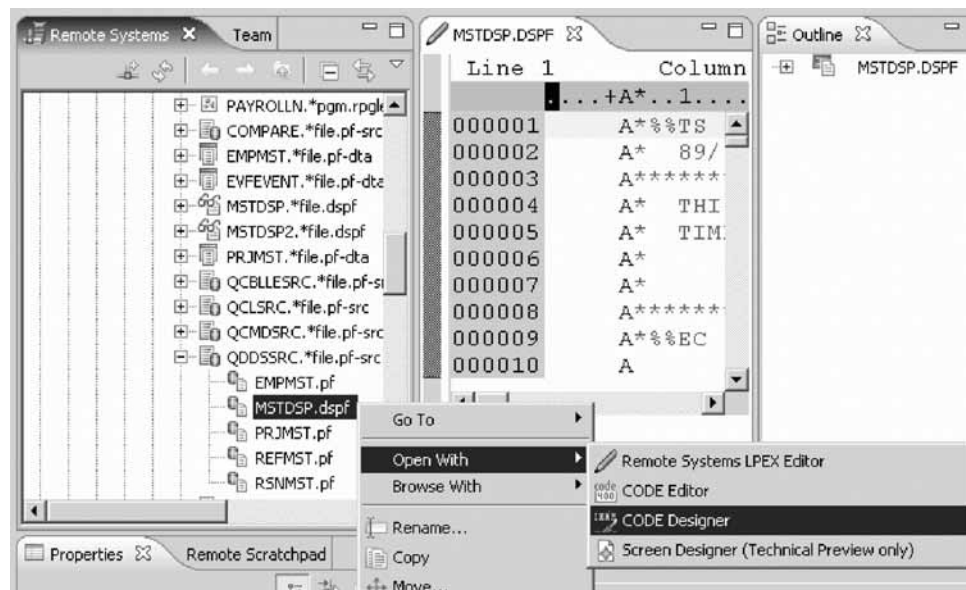 Remote Systems
Team
PAYROLLN.*pgm.rpgle
COMPARE.*file.pf-src
EMPMST.*file.pf-dta
EVFEVENT.*file.pf-dta
MSTDSP.*file.dspf
MSTDSP2.*file.dspf
PRJMST.*file.pf-dta
QCBLLESRC.*file.pf-sr
QCLSRC.*file.pf-src
QCMDSRC.*file.pf-src
QDDSSRC.*file.pf-src
EMPMST.pf
MSTDSP.dspf
PRJMST.pf
REFMST.pf
RSNMST.pf
Properties
Remote Scratchpad
MSTDSP.DSPF
Line 1 Column
....+A*..1....
000001 A*%%TS
000002 A* 89/
000003 A*******
000004 A* THI
000005 A* TIM
000006 A*
000007 A*
000008 A*******
000009 A*%%EC
000010 A
Outline
MSTDSP.DSPF
Go To
Open With
Browse With
Rename...
Copy
Move...
Remote Systems LPEX Editor
CODE Editor
CODE Designer
Screen Designer (Technical Preview only)